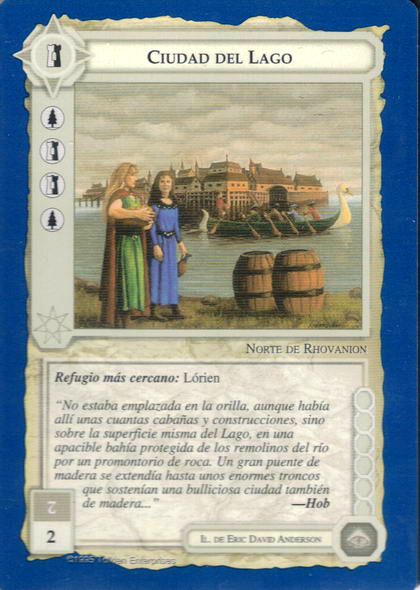 CIUDAD DEL LAGO
NORTE DE RHOVANION
Refugio más cercano: Lórien
“No estaba emplazada en la orilla, aunque había
allí unas cuantas cabañas y construcciones, sino
sobre la superficie misma del Lago, en una
apacible bahía protegida de los remolinos del río
por un promontorio de roca. Un gran puente de
madera se extendía hasta unos enormes troncos
que sostenían una bulliciosa ciudad también
de madera...” —Hob
2
2
IL. DE ERIC DAVID ANDERSON
Enterprises